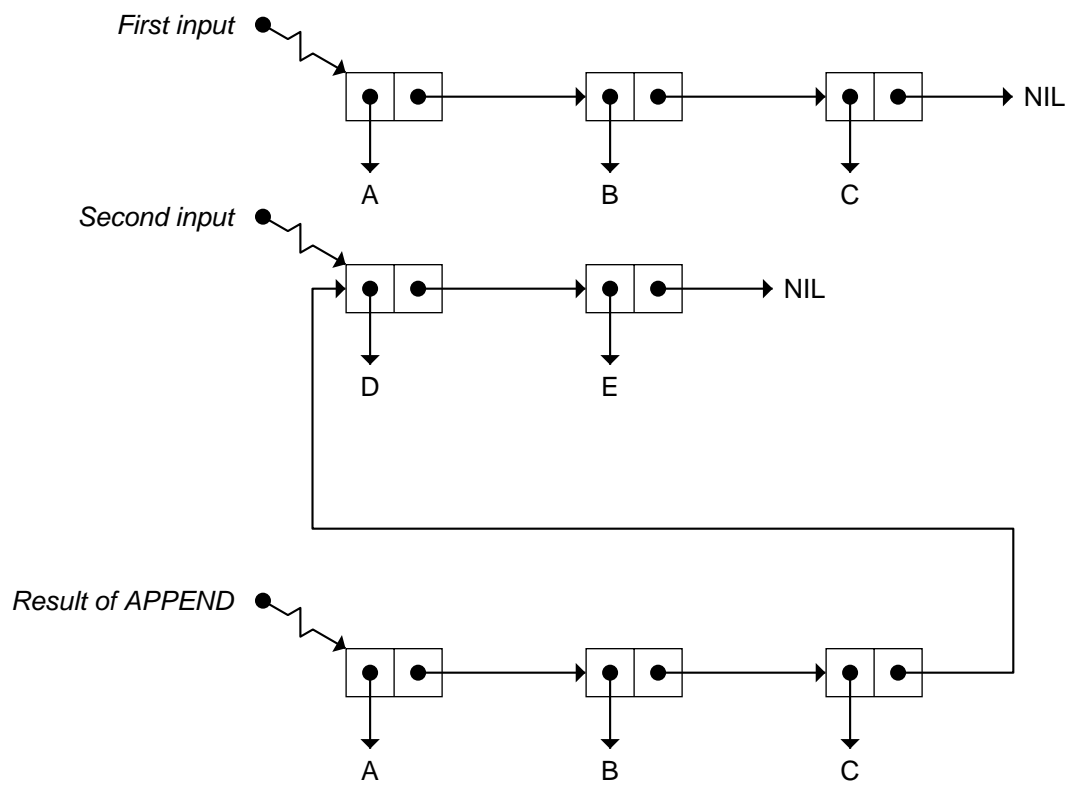 First input
NIL
A B C
Second input
NIL
D E
Result of APPEND
A B C